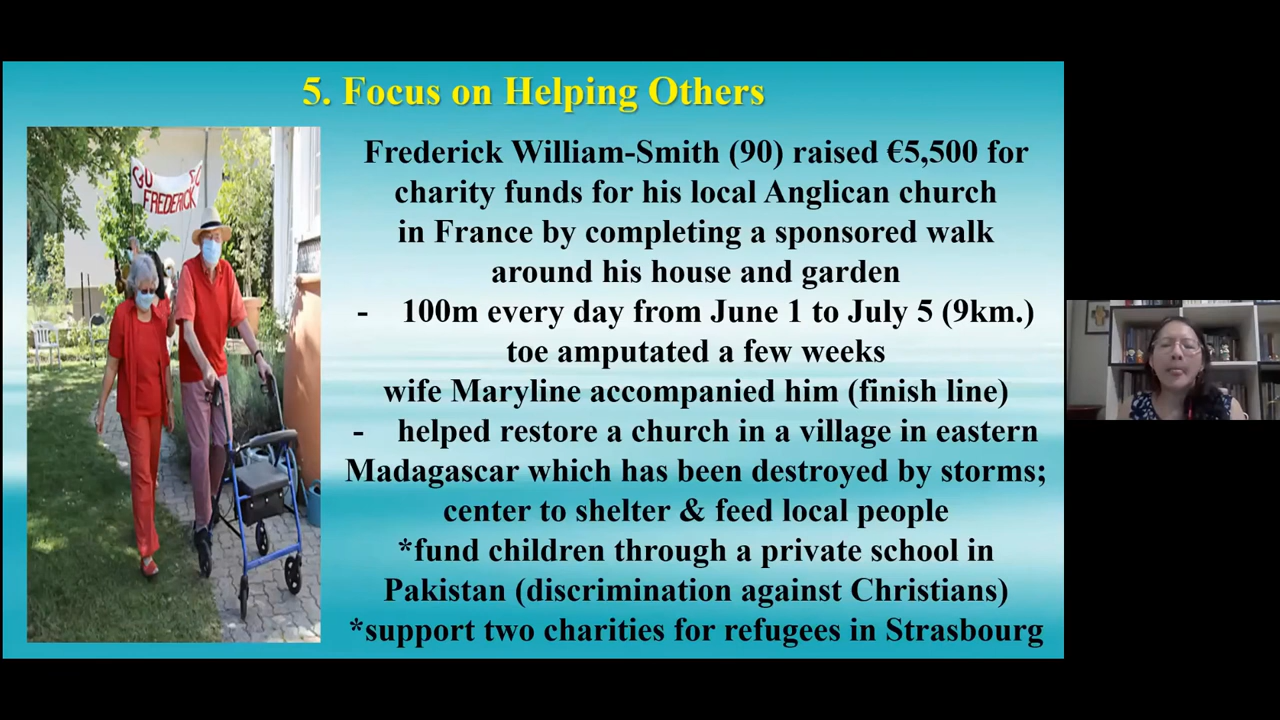 5. Focus on Helping Others
GO
FREDERICK
Frederick William-Smith (90) raised €5,500 for
charity funds for his local Anglican church
in France by completing a sponsored walk
around his house and garden
- 100m every day from June 1 to July 5 (9km.)
toe amputated a few weeks
wife Maryline accompanied him (finish line)
- helped restore a church in a village in eastern
Madagascar which has been destroyed by storms;
center to shelter & feed local people
*fund children through a private school in
Pakistan (discrimination against Christians)
*support two charities for refugees in Strasbourg